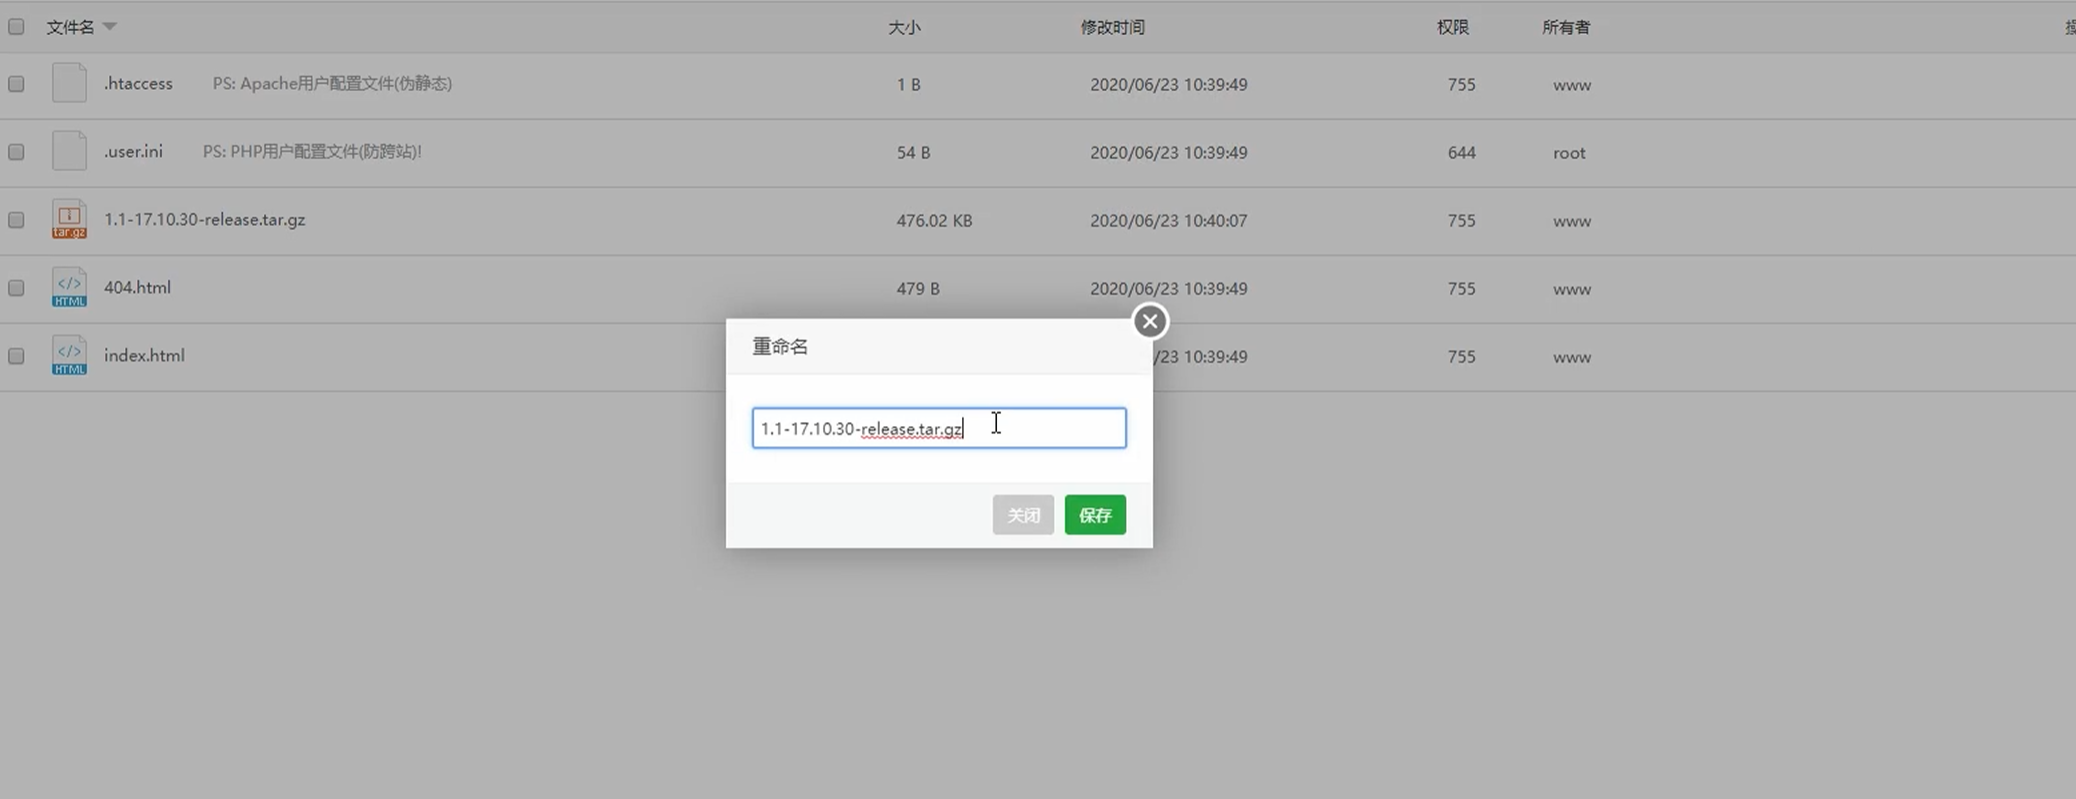 文件名 大小 修改时间 权限 所有者
.htaccess PS: Apache用户配置文件(伪静态) 1 B 2020/06/23 10:39:49 755 www
.user.ini PS: PHP用户配置文件(防跨站)! 54 B 2020/06/23 10:39:49 644 root
tar.gz 1.1-17.10.30-release.tar.gz 476.02 KB 2020/06/23 10:40:07 755 www
</> HTML 404.html 479 B 2020/06/23 10:39:49 755 www
</> HTML index.html /23 10:39:49 755 www
重命名
1.1-17.10.30-release.tar.gz
关闭 保存